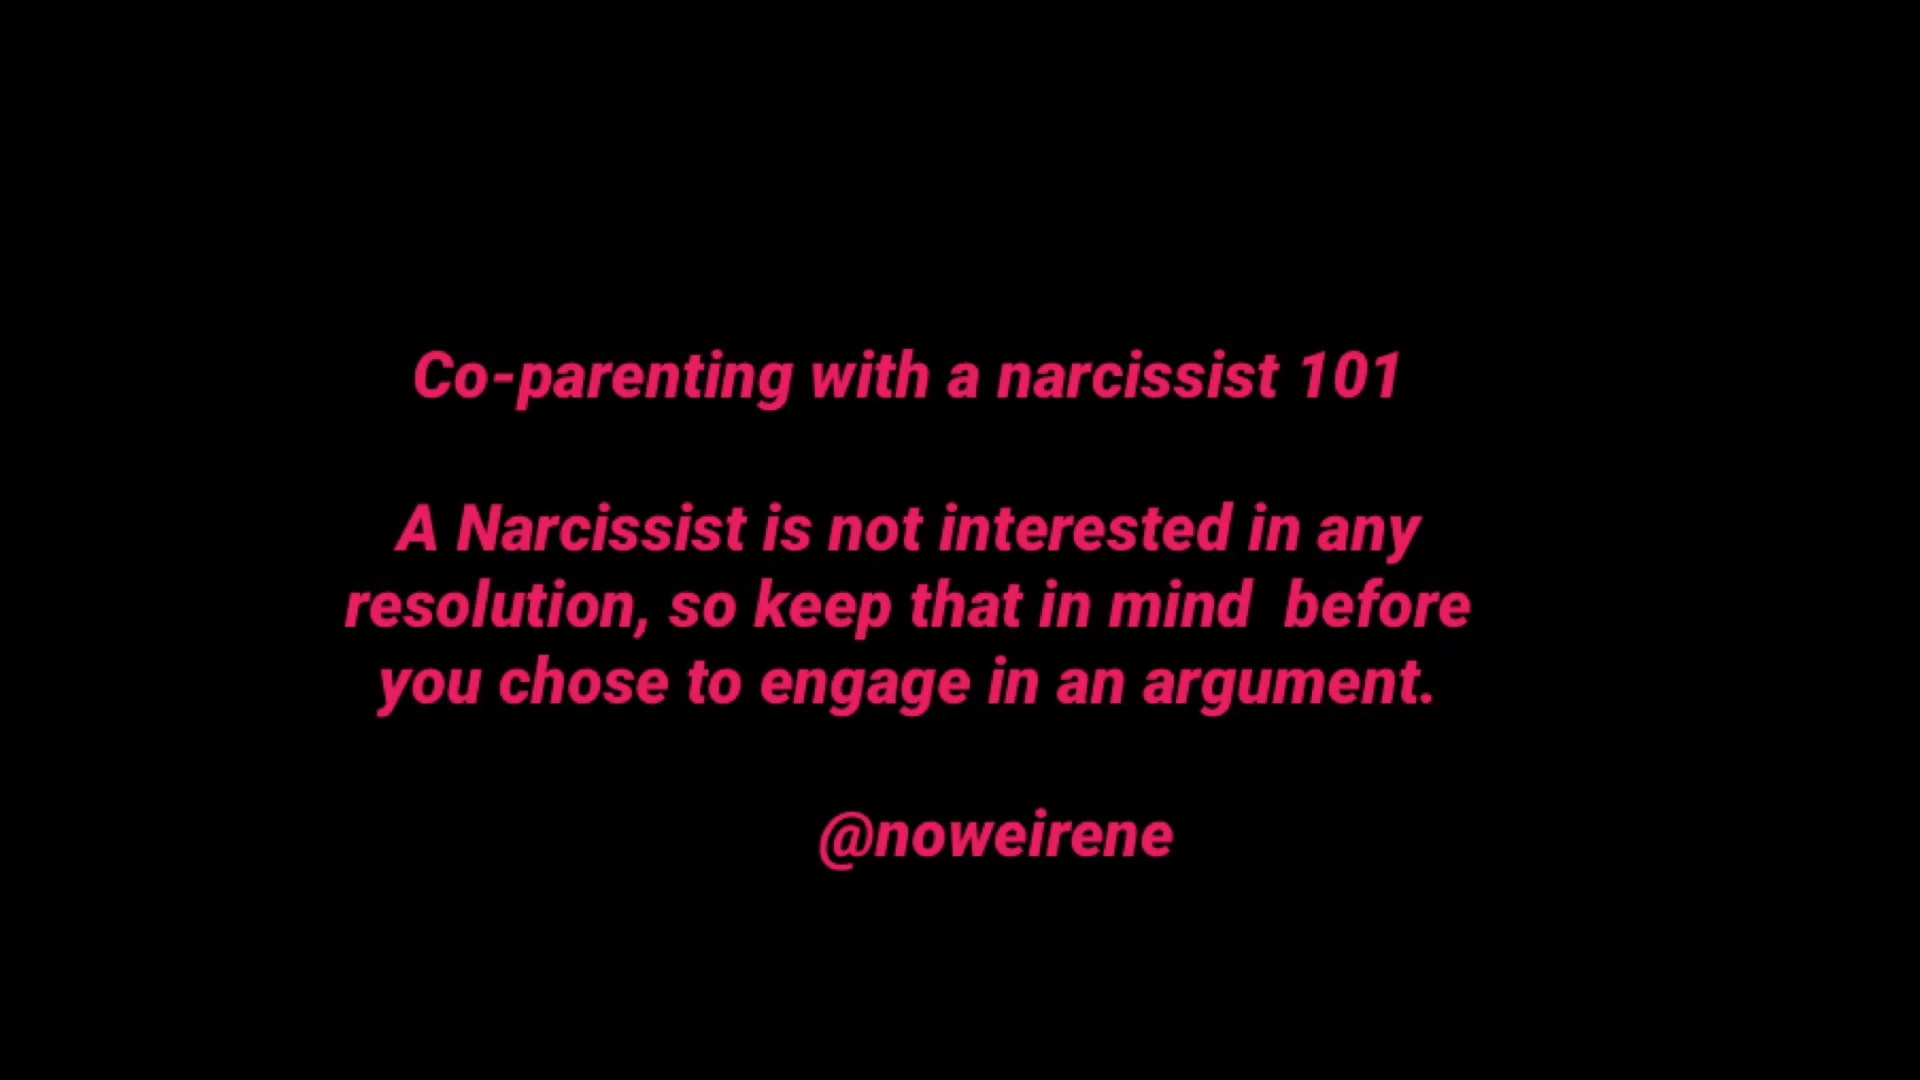 Co-parenting with a narcissist 101
A Narcissist is not interested in any
resolution, so keep that in mind  before
you chose to engage in an argument.
@noweirene